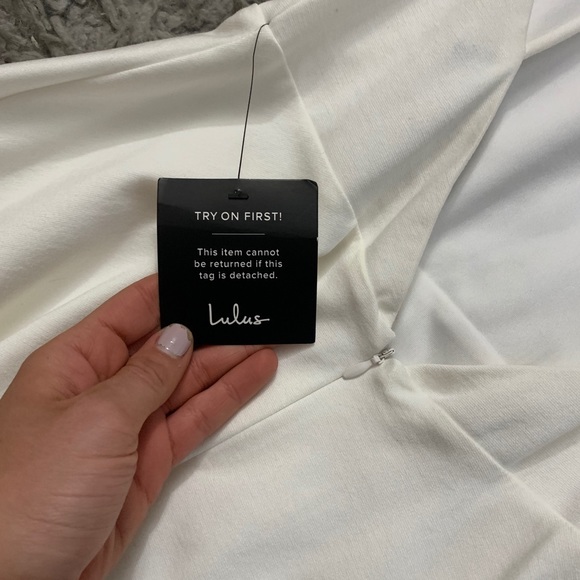 TRY ON FIRST!
This item cannot
be returned if this
tag is detached.
Lulus